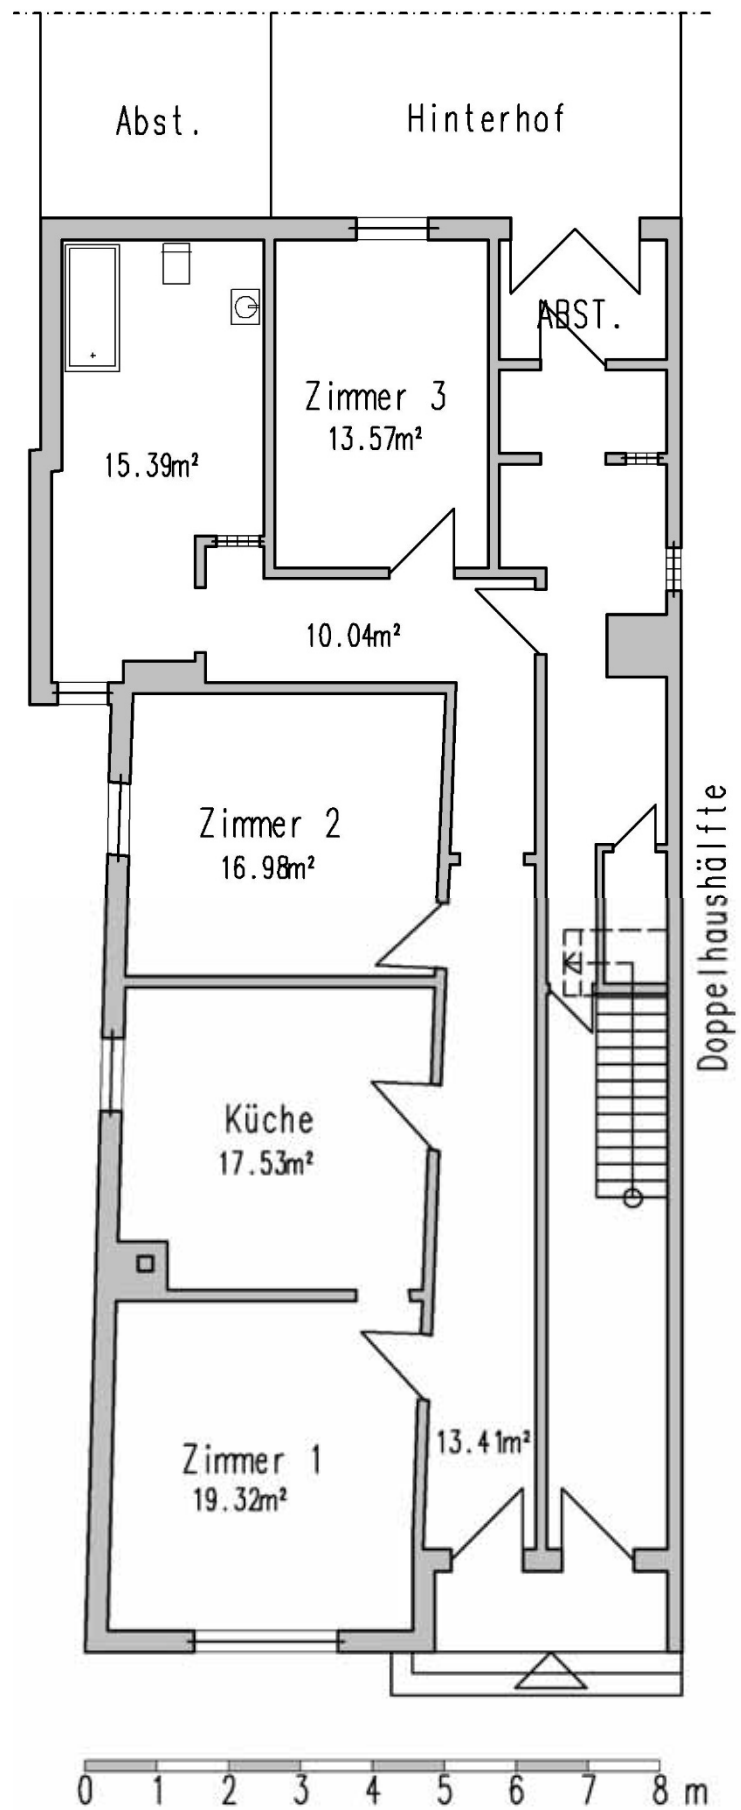 Abst.
Hinterhof
ABST.
Zimmer 3
13.57m²
15.39m²
10.04m²
Zimmer 2
16.98m²
Doppelhaushälfte
Küche
17.53m²
13.41m²
Zimmer 1
19.32m²
0 1 2 3 4 5 6 7 8 m